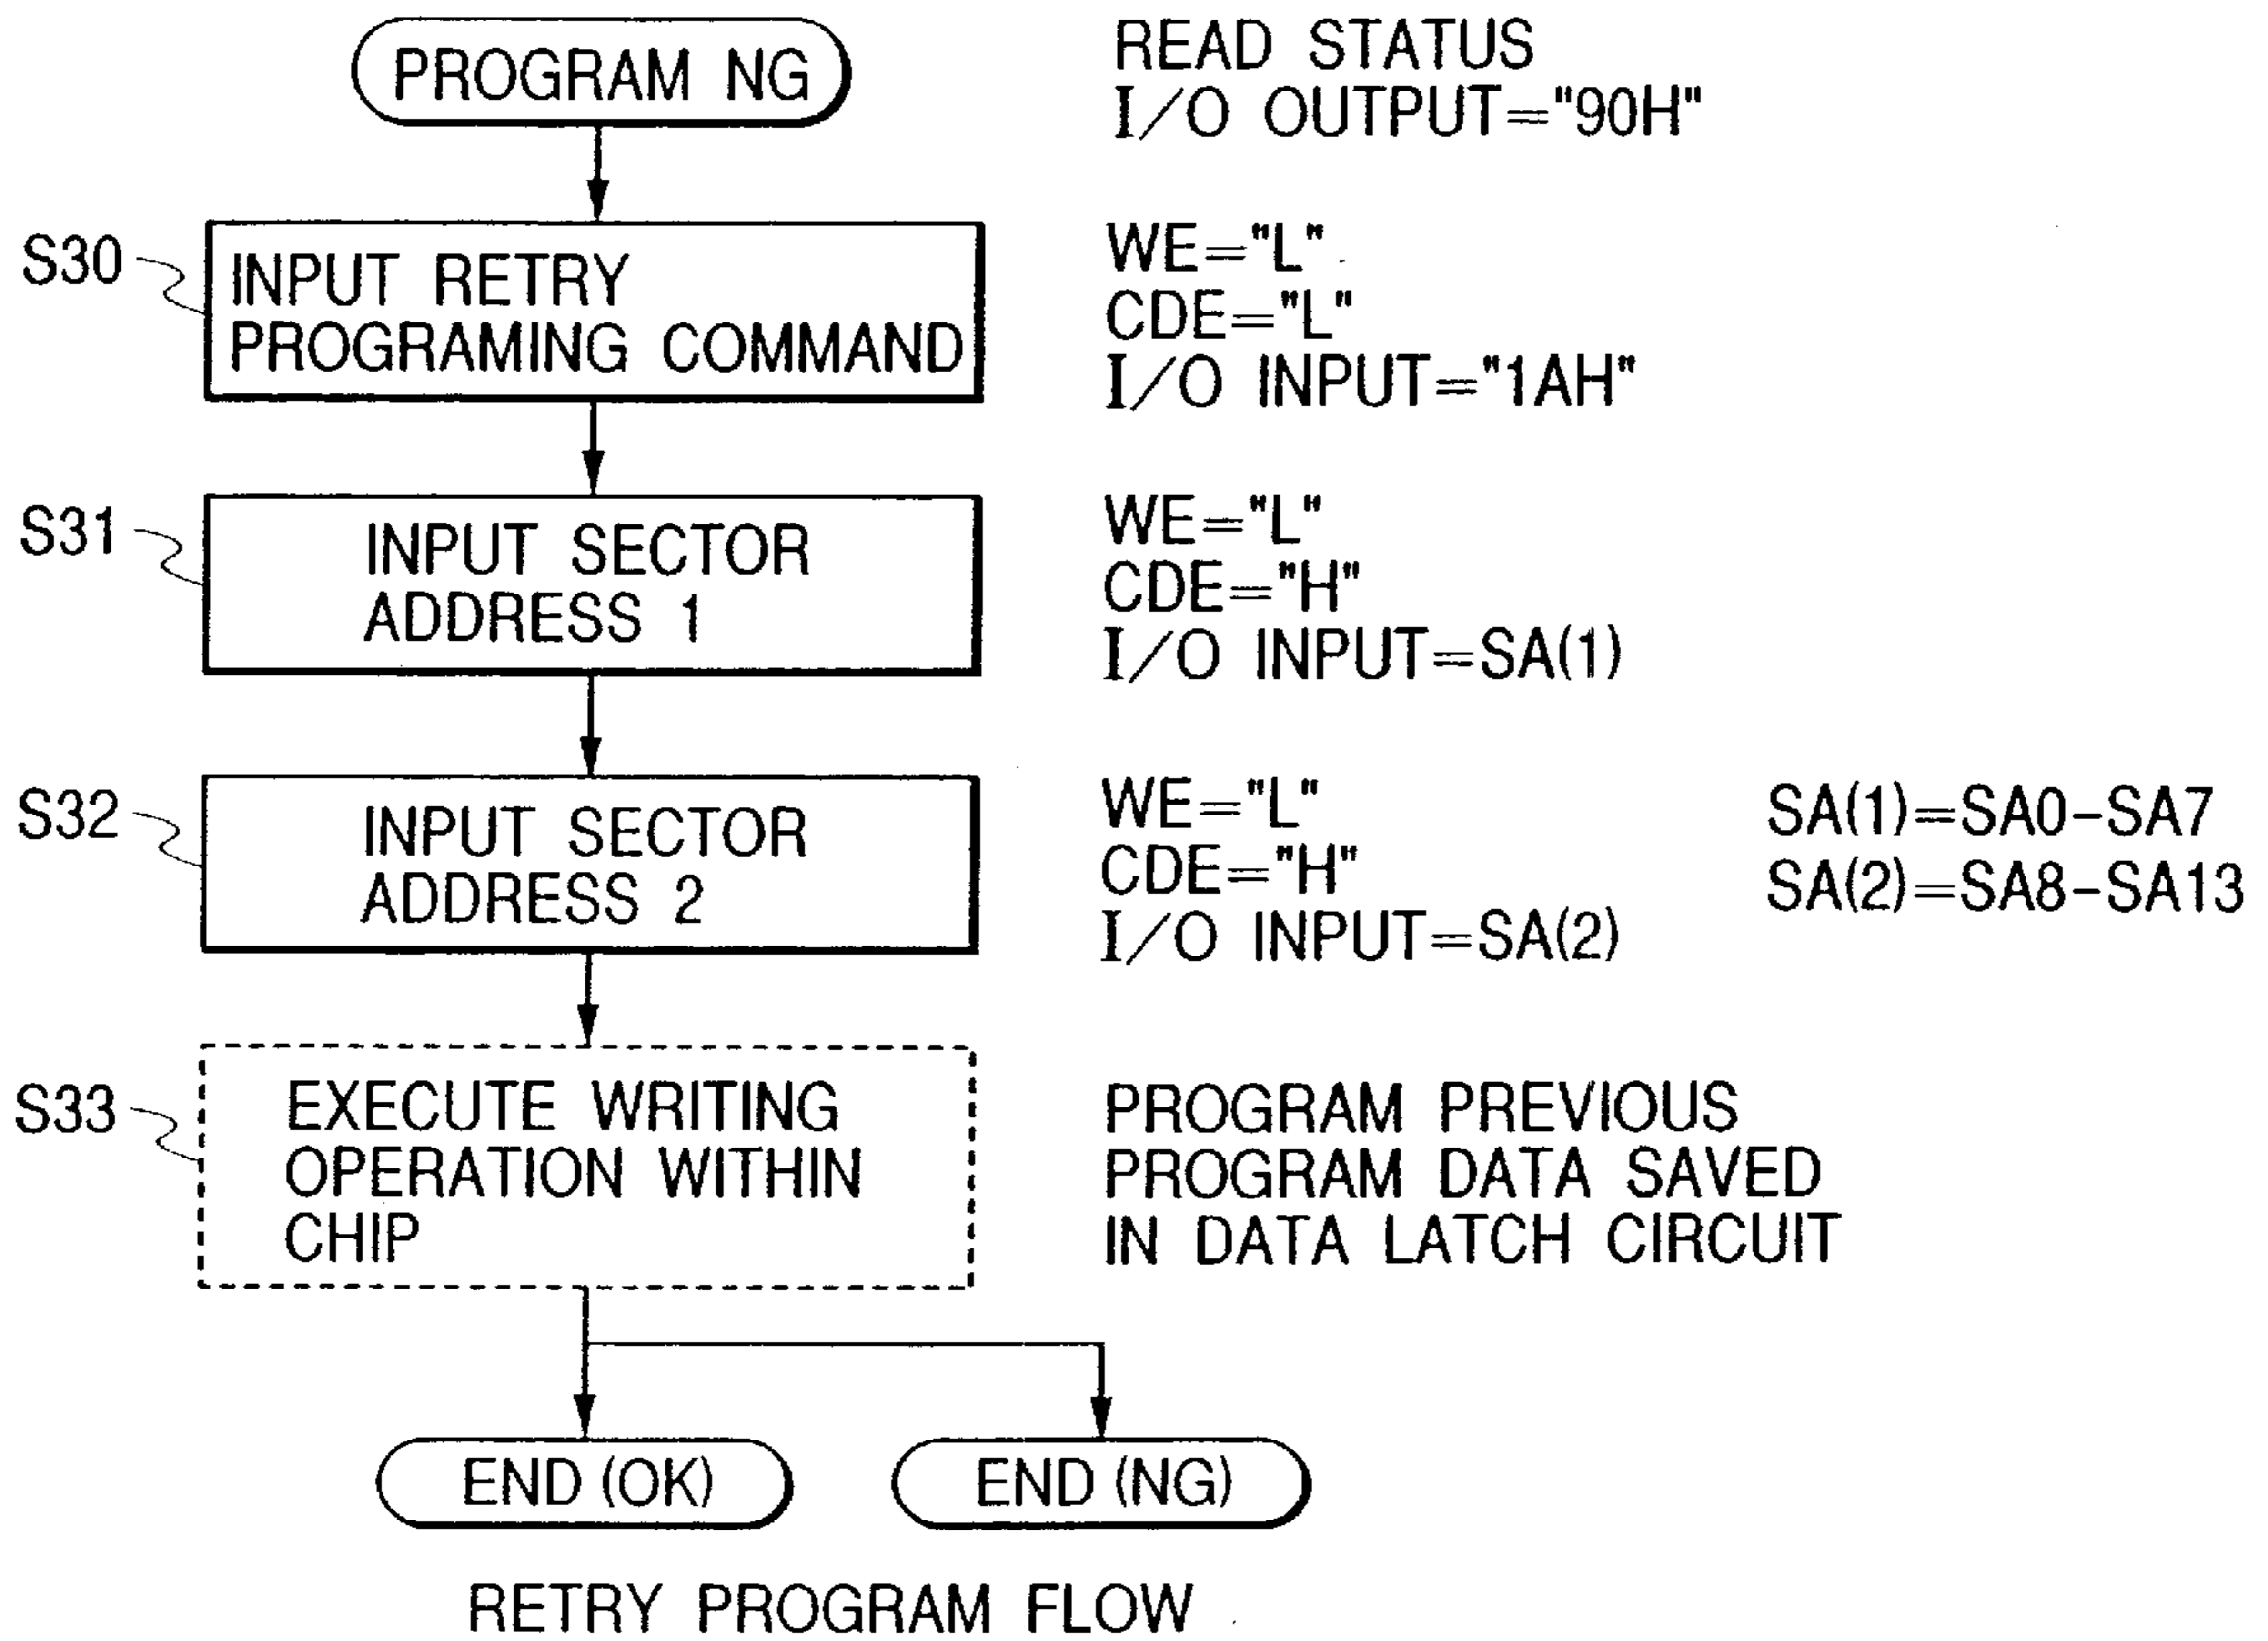 PROGRAM NG
READ STATUS
I/O OUTPUT="90H"
S30
INPUT RETRY
PROGRAMING COMMAND
WE="L"
CDE="L"
I/O INPUT="1AH"
S31
INPUT SECTOR
ADDRESS 1
WE="L"
CDE="H"
I/O INPUT=SA(1)
S32
INPUT SECTOR
ADDRESS 2
WE="L"
CDE="H"
I/O INPUT=SA(2)
SA(1)=SA0-SA7
SA(2)=SA8-SA13
S33
EXECUTE WRITING
OPERATION WITHIN
CHIP
PROGRAM PREVIOUS
PROGRAM DATA SAVED
IN DATA LATCH CIRCUIT
END (OK)
END (NG)
RETRY PROGRAM FLOW